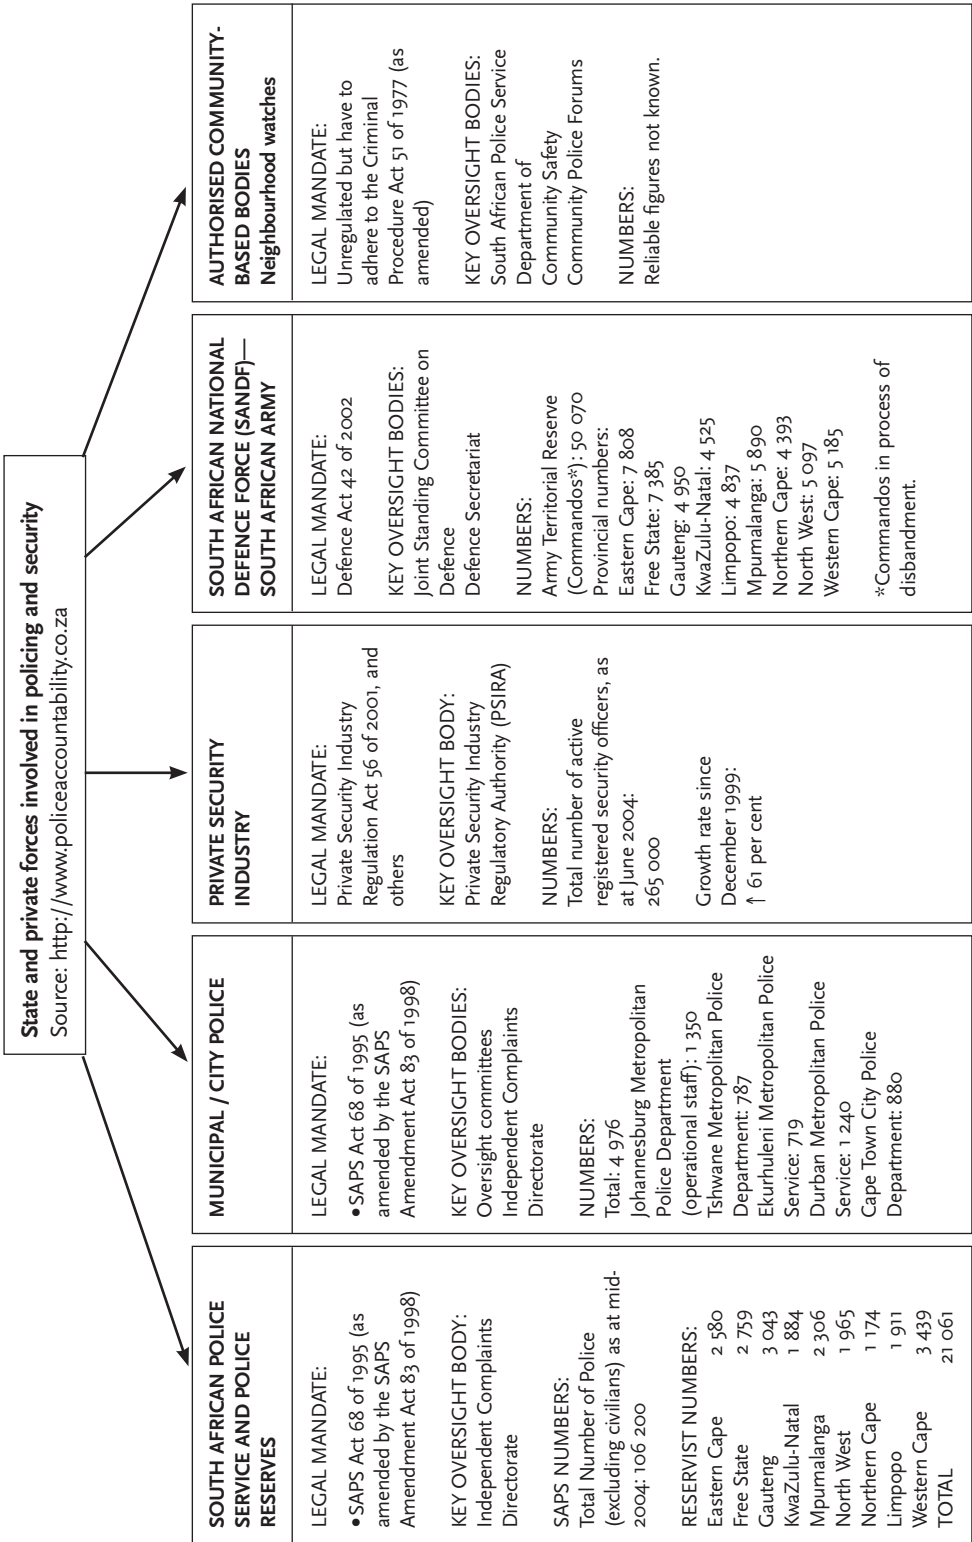 State and private forces involved in policing and security
Source: http://www.policeaccountability.co.za
SOUTH AFRICAN POLICE
SERVICE AND POLICE
RESERVES
LEGAL MANDATE:
•SAPS Act 68 of 1995 (as
amended by the SAPS
Amendment Act 83 of 1998)
KEY OVERSIGHT BODY:
Independent Complaints
Directorate
SAPS NUMBERS:
Total Number of Police
(excluding civilians) as at mid-
2004: 106 200
RESERVIST NUMBERS:
Eastern Cape 2 580
Free State 2 759
Gauteng 3 043
KwaZulu-Natal 1 884
Mpumalanga 2 306
North West 1 965
Northern Cape 1 174
Limpopo 1 911
Western Cape 3 439
TOTAL 21 061
MUNICIPAL / CITY POLICE
LEGAL MANDATE:
•SAPS Act 68 of 1995 (as
amended by the SAPS
Amendment Act 83 of 1998)
KEY OVERSIGHT BODIES:
Oversight committees
Independent Complaints
Directorate
NUMBERS:
Total: 4 976
Johannesburg Metropolitan
Police Department
(operational staff): 1 350
Tshwane Metropolitan Police
Department: 787
Ekurhuleni Metropolitan Police
Service: 719
Durban Metropolitan Police
Service: 1 240
Cape Town City Police
Department: 880
PRIVATE SECURITY
INDUSTRY
LEGAL MANDATE:
Private Security Industry
Regulation Act 56 of 2001, and
others
KEY OVERSIGHT BODY:
Private Security Industry
Regulatory Authority (PSIRA)
NUMBERS:
Total number of active
registered security officers, as
at June 2004:
265 000
Growth rate since
December 1999:
↑ 61 per cent
SOUTH AFRICAN NATIONAL
DEFENCE FORCE (SANDF)—
SOUTH AFRICAN ARMY
LEGAL MANDATE:
Defence Act 42 of 2002
KEY OVERSIGHT BODIES:
Joint Standing Committee on
Defence
Defence Secretariat
NUMBERS:
Army Territorial Reserve
(Commandos*): 50 070
Provincial numbers:
Eastern Cape: 7 808
Free State: 7 385
Gauteng: 4 950
KwaZulu-Natal: 4 525
Limpopo: 4 837
Mpumalanga: 5 890
Northern Cape: 4 393
North West: 5 097
Western Cape: 5 185
*Commandos in process of
disbandment.
AUTHORISED COMMUNITY-
BASED BODIES
Neighbourhood watches
LEGAL MANDATE:
Unregulated but have to
adhere to the Criminal
Procedure Act 51 of 1977 (as
amended)
KEY OVERSIGHT BODIES:
South African Police Service
Department of
Community Safety
Community Police Forums
NUMBERS:
Reliable figures not known.